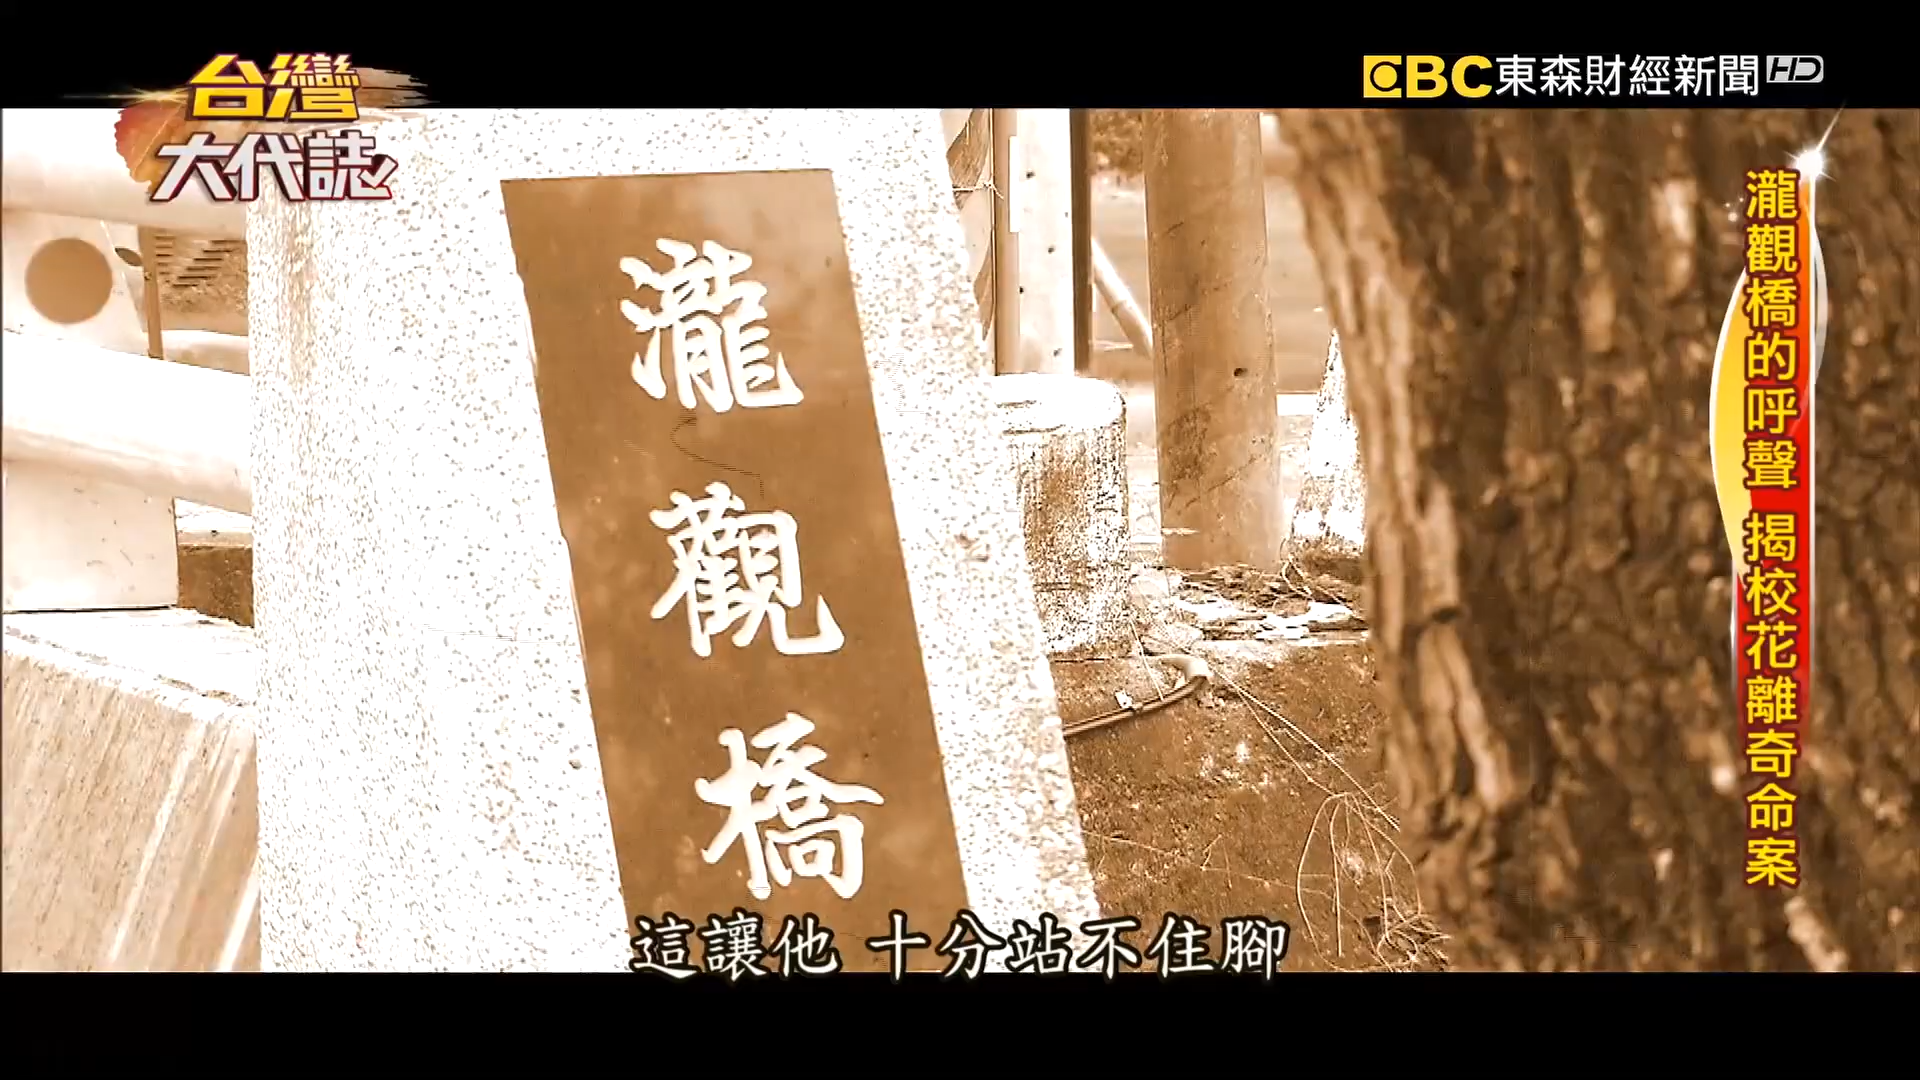 台灣
大代誌
EBC東森財經新聞HD
瀧觀橋
瀧觀橋的呼聲 揭校花離奇命案
這讓他 十分站不住腳